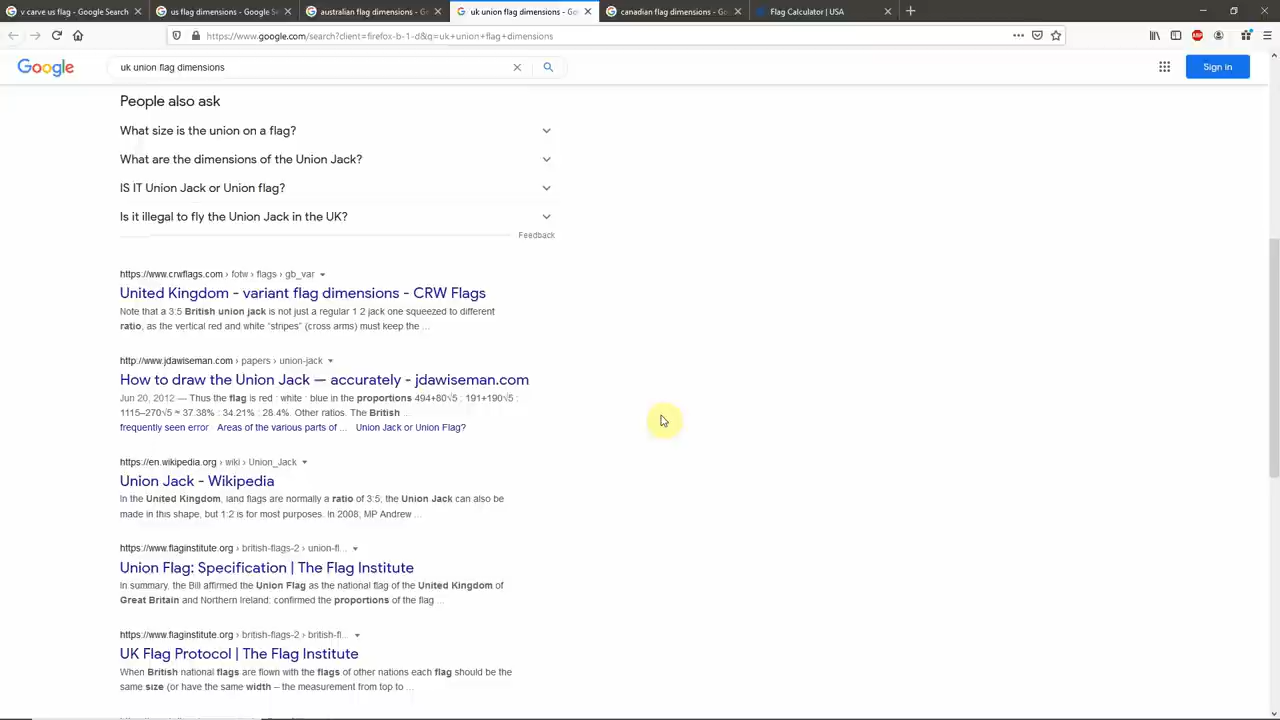 v carve us flag - Google Search
us flag dimensions - Google Se
australian flag dimensions - Go
uk union flag dimensions - Go
canadian flag dimensions - Go
Flag Calculator | USA
https://www.google.com/search?client=firefox-b-1-d&q=uk+union+flag+dimensions
Google
uk union flag dimensions
Sign in
People also ask
What size is the union on a flag?
What are the dimensions of the Union Jack?
IS IT Union Jack or Union flag?
Is it illegal to fly the Union Jack in the UK?
Feedback
https://www.crwflags.com › fotw › flags › gb_var
United Kingdom - variant flag dimensions - CRW Flags
Note that a 3:5 British union jack is not just a regular 1 2 jack one squeezed to different
ratio, as the vertical red and white "stripes" (cross arms) must keep the ...
http://www.jdawiseman.com › papers › union-jack
How to draw the Union Jack — accurately - jdawiseman.com
Jun 20, 2012 — Thus the flag is red : white : blue in the proportions 494+80√5 : 191+190√5 :
1115–270√5 ≈ 37.38% : 34.21% : 28.4%. Other ratios. The British ...
frequently seen error Areas of the various parts of ... Union Jack or Union Flag?
https://en.wikipedia.org › wiki › Union_Jack
Union Jack - Wikipedia
In the United Kingdom, land flags are normally a ratio of 3:5, the Union Jack can also be
made in this shape, but 1:2 is for most purposes. In 2008, MP Andrew ...
https://www.flaginstitute.org › british-flags-2 › union-fl...
Union Flag: Specification | The Flag Institute
In summary, the Bill affirmed the Union Flag as the national flag of the United Kingdom of
Great Britain and Northern Ireland: confirmed the proportions of the flag ...
https://www.flaginstitute.org › british-flags-2 › british-fl...
UK Flag Protocol | The Flag Institute
When British national flags are flown with the flags of other nations each flag should be the
same size (or have the same width – the measurement from top to ...